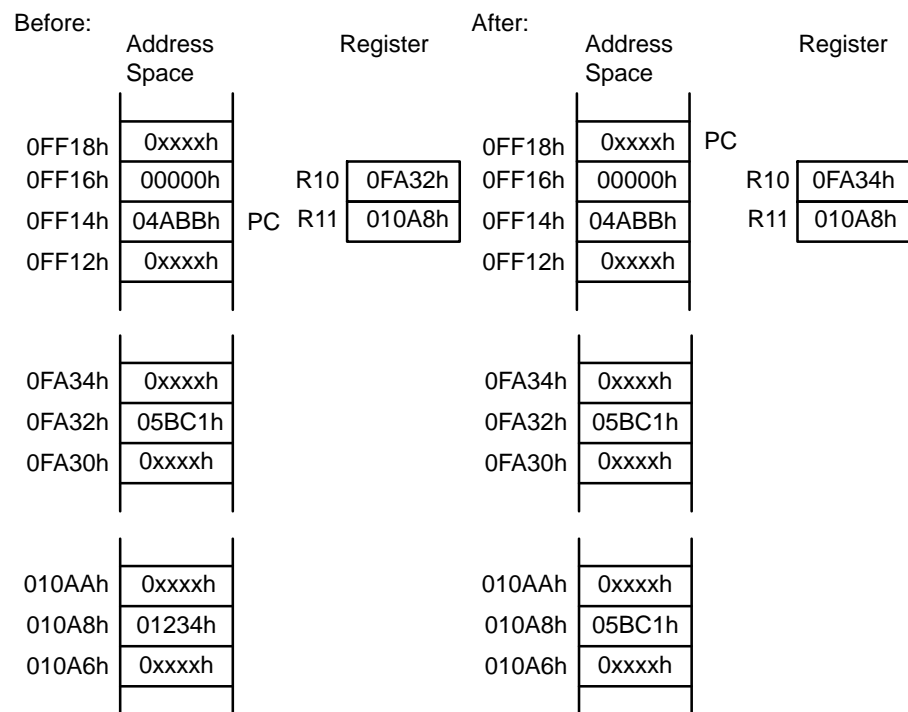 Before:
Address Space
Register
0FF18h 0xxxxh
0FF16h 00000h R10 0FA32h
0FF14h 04ABBh PC R11 010A8h
0FF12h 0xxxxh
0FA34h 0xxxxh
0FA32h 05BC1h
0FA30h 0xxxxh
010AAh 0xxxxh
010A8h 01234h
010A6h 0xxxxh
After:
Address Space
Register
0FF18h 0xxxxh PC
0FF16h 00000h R10 0FA34h
0FF14h 04ABBh R11 010A8h
0FF12h 0xxxxh
0FA34h 0xxxxh
0FA32h 05BC1h
0FA30h 0xxxxh
010AAh 0xxxxh
010A8h 05BC1h
010A6h 0xxxxh